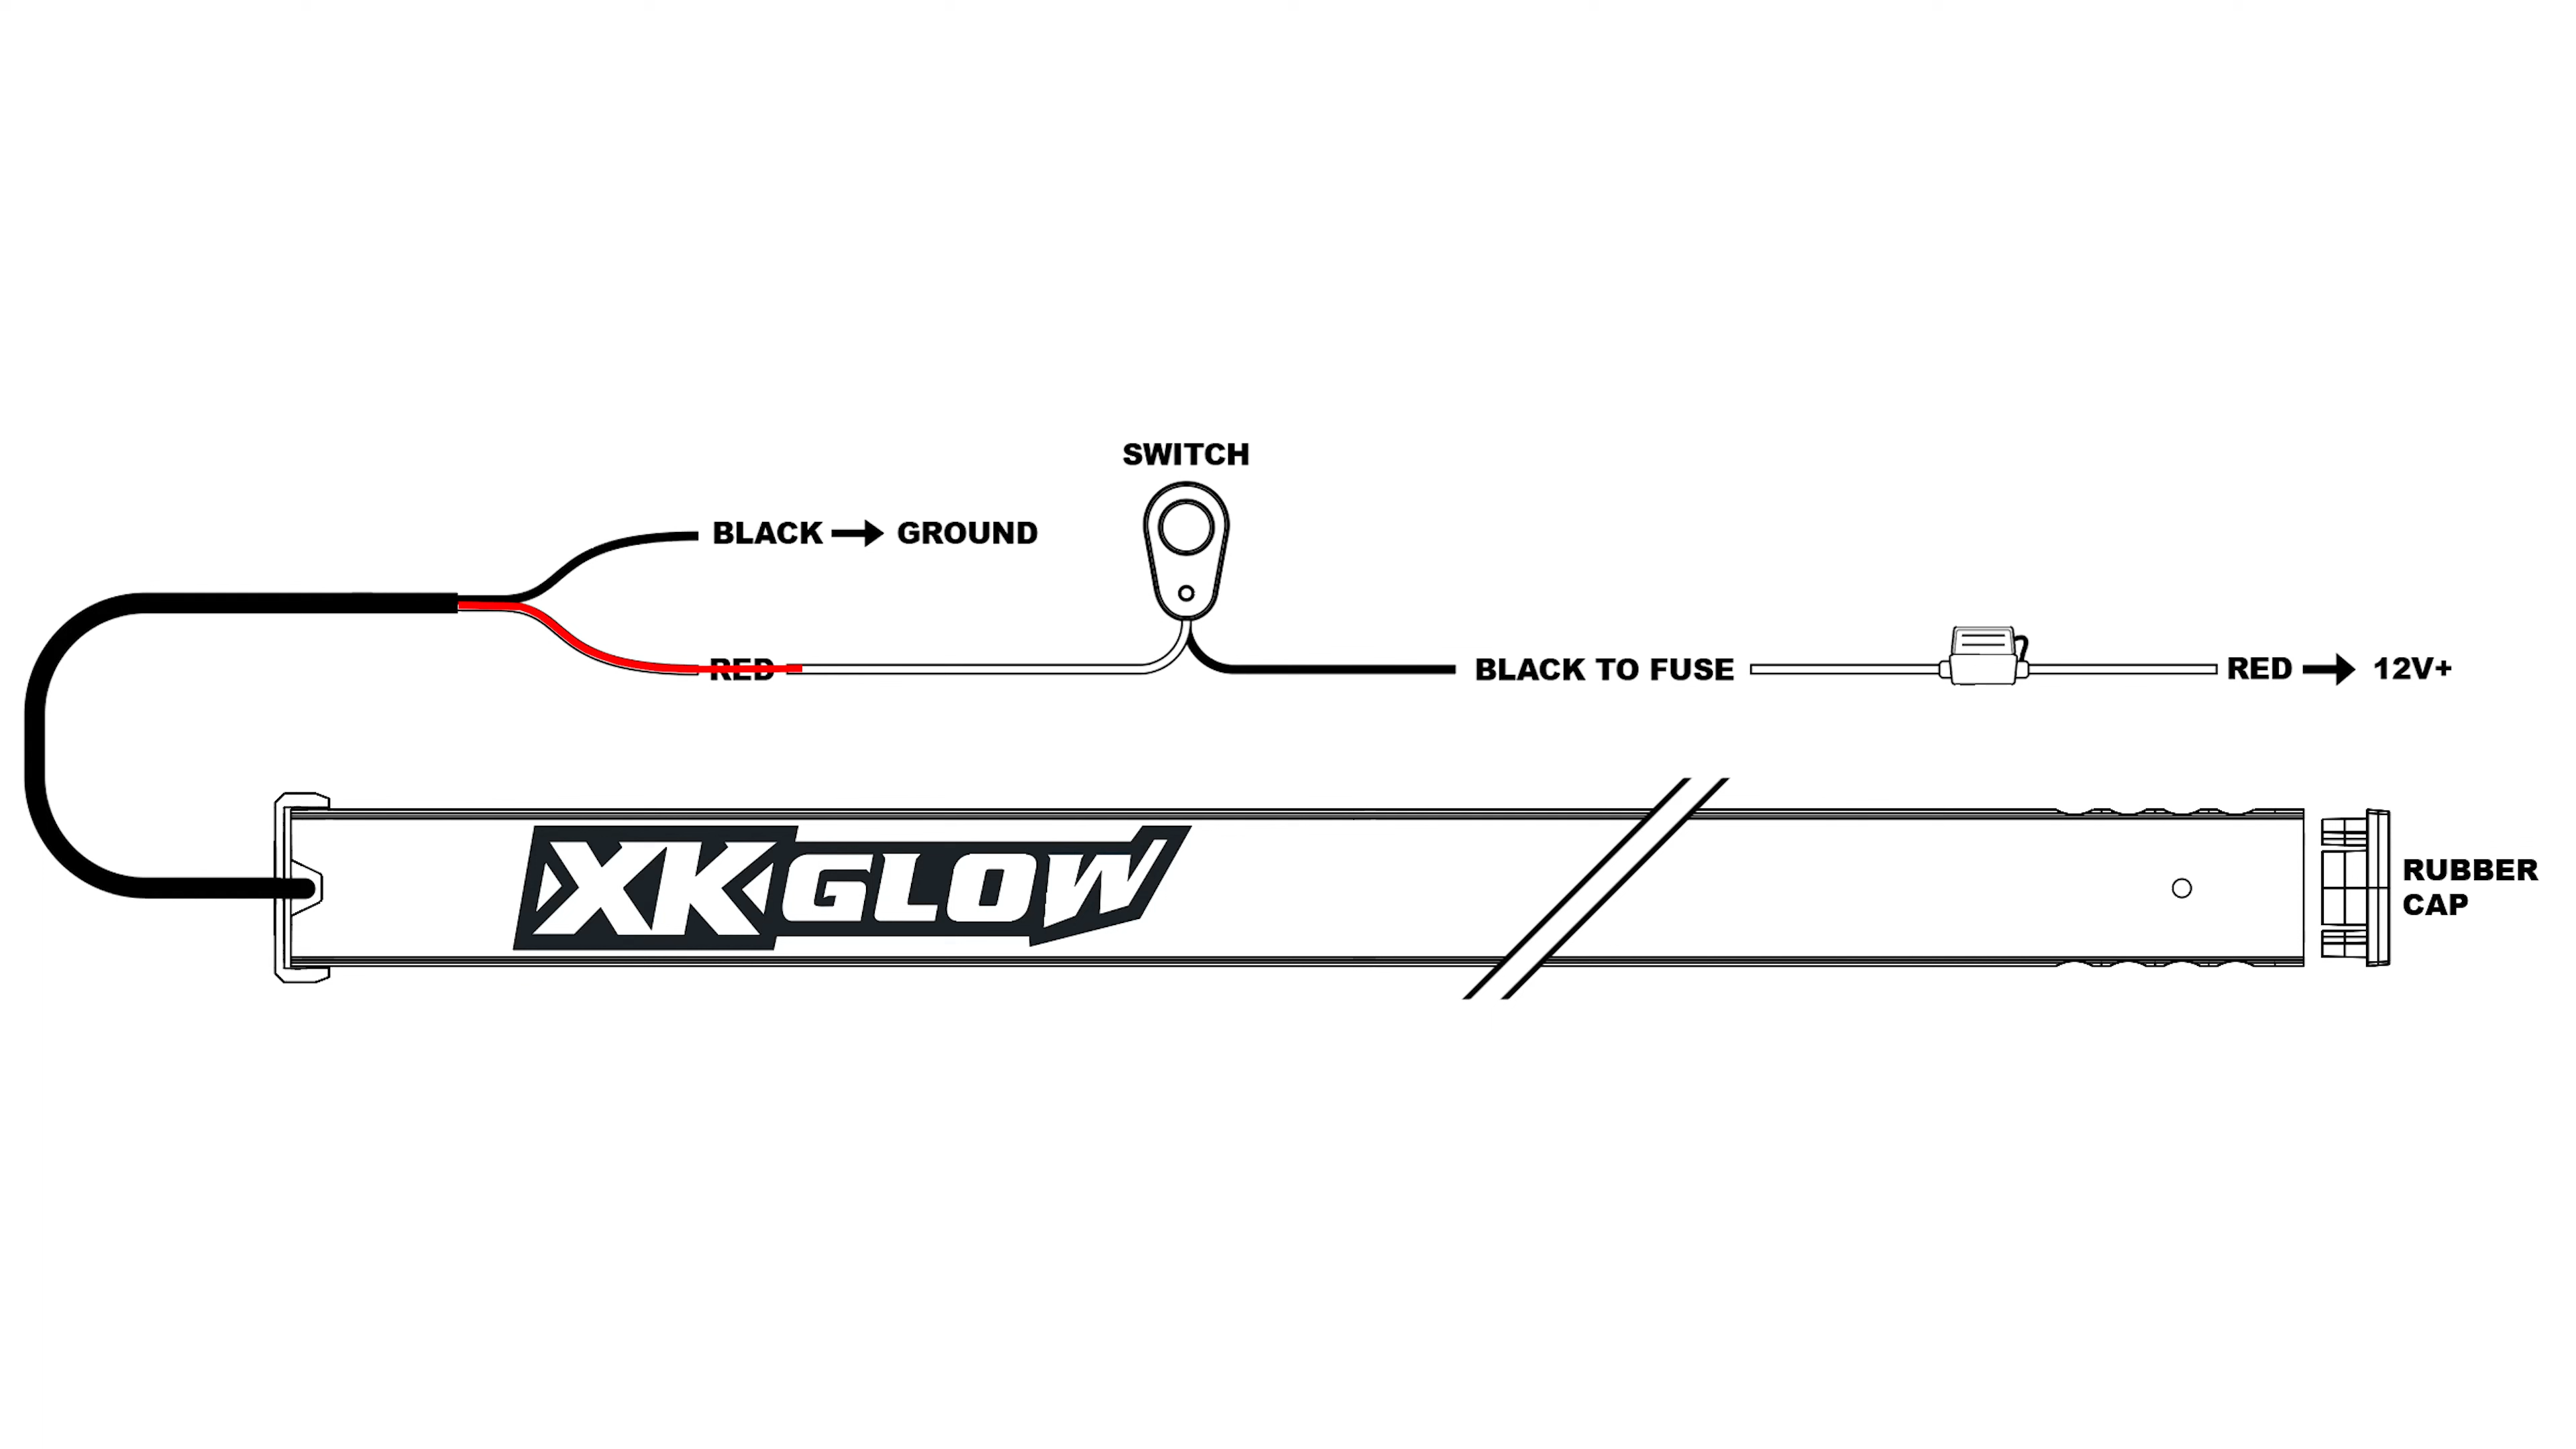 SWITCH
BLACK → GROUND
RED
BLACK TO FUSE
RED → 12V+
XKGLOW
RUBBER
CAP